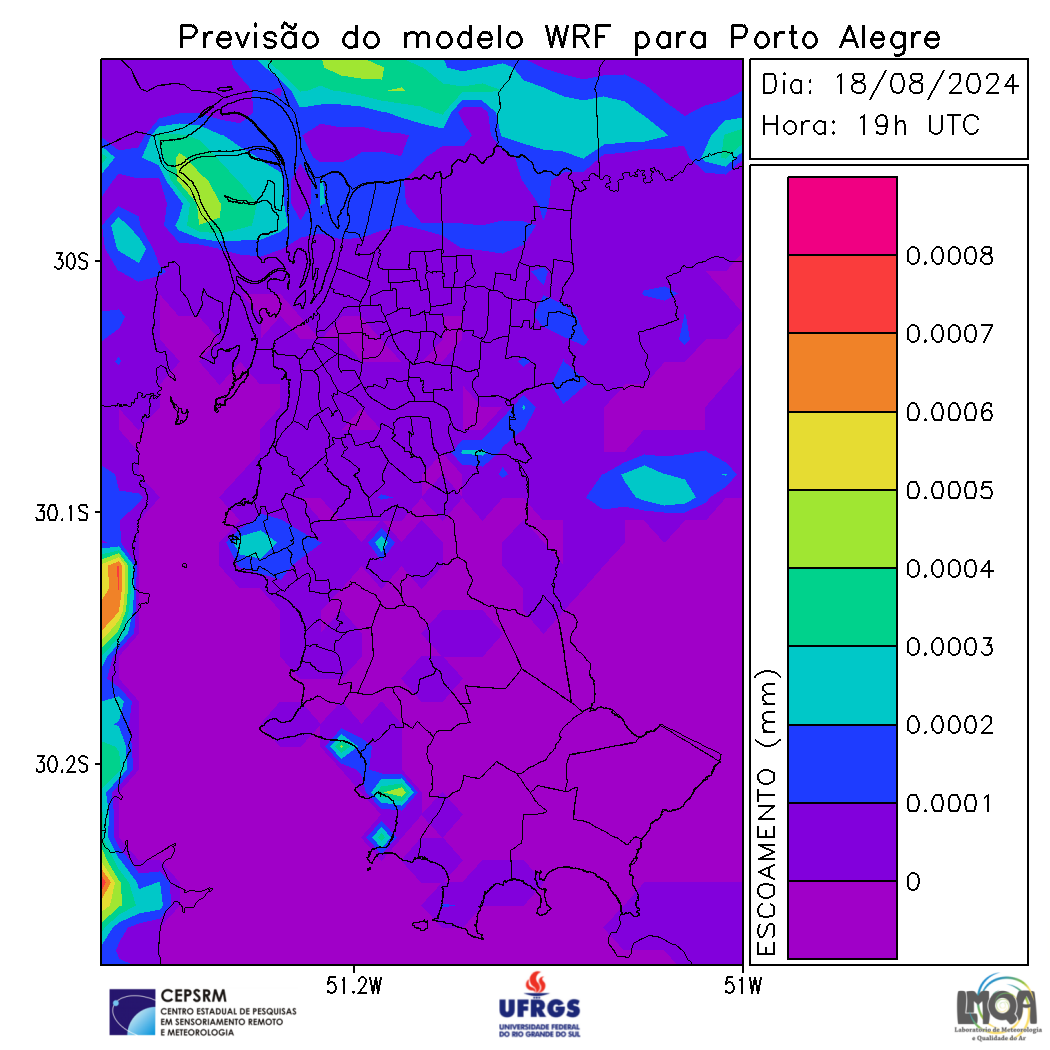 Previsão do modelo WRF para Porto Alegre
Dia: 18/08/2024
Hora: 19h UTC
30S
30.1S
30.2S
51.2W
51W
0.0008
0.0007
0.0006
0.0005
0.0004
0.0003
0.0002
0.0001
0
ESCOAMENTO (mm)
CEPSRM
CENTRO ESTADUAL DE PESQUISAS
EM SENSORIAMENTO REMOTO
E METEOROLOGIA
UFRGS
UNIVERSIDADE FEDERAL
DO RIO GRANDE DO SUL
LMQA
Laboratório de Meteorologia
e Qualidade do Ar